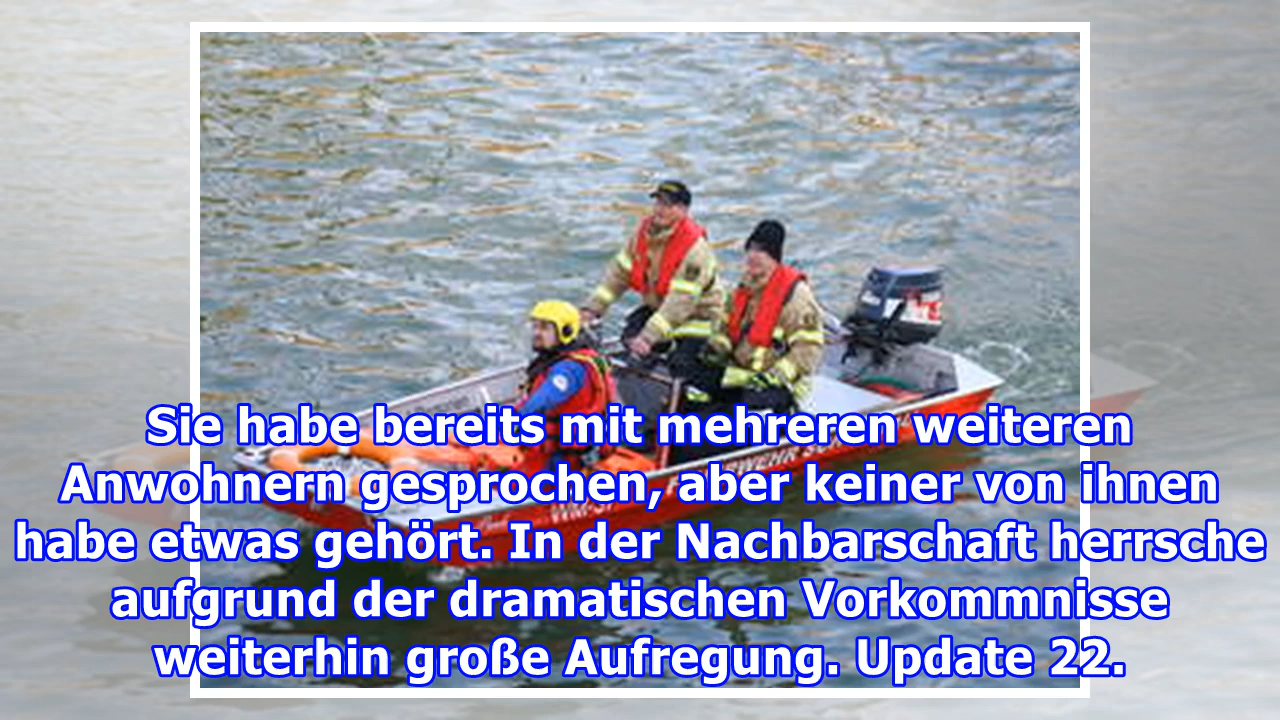 Sie habe bereits mit mehreren weiteren
Anwohnern gesprochen, aber keiner von ihnen
habe etwas gehört. In der Nachbarschaft herrsche
aufgrund der dramatischen Vorkommnisse
weiterhin große Aufregung. Update 22.